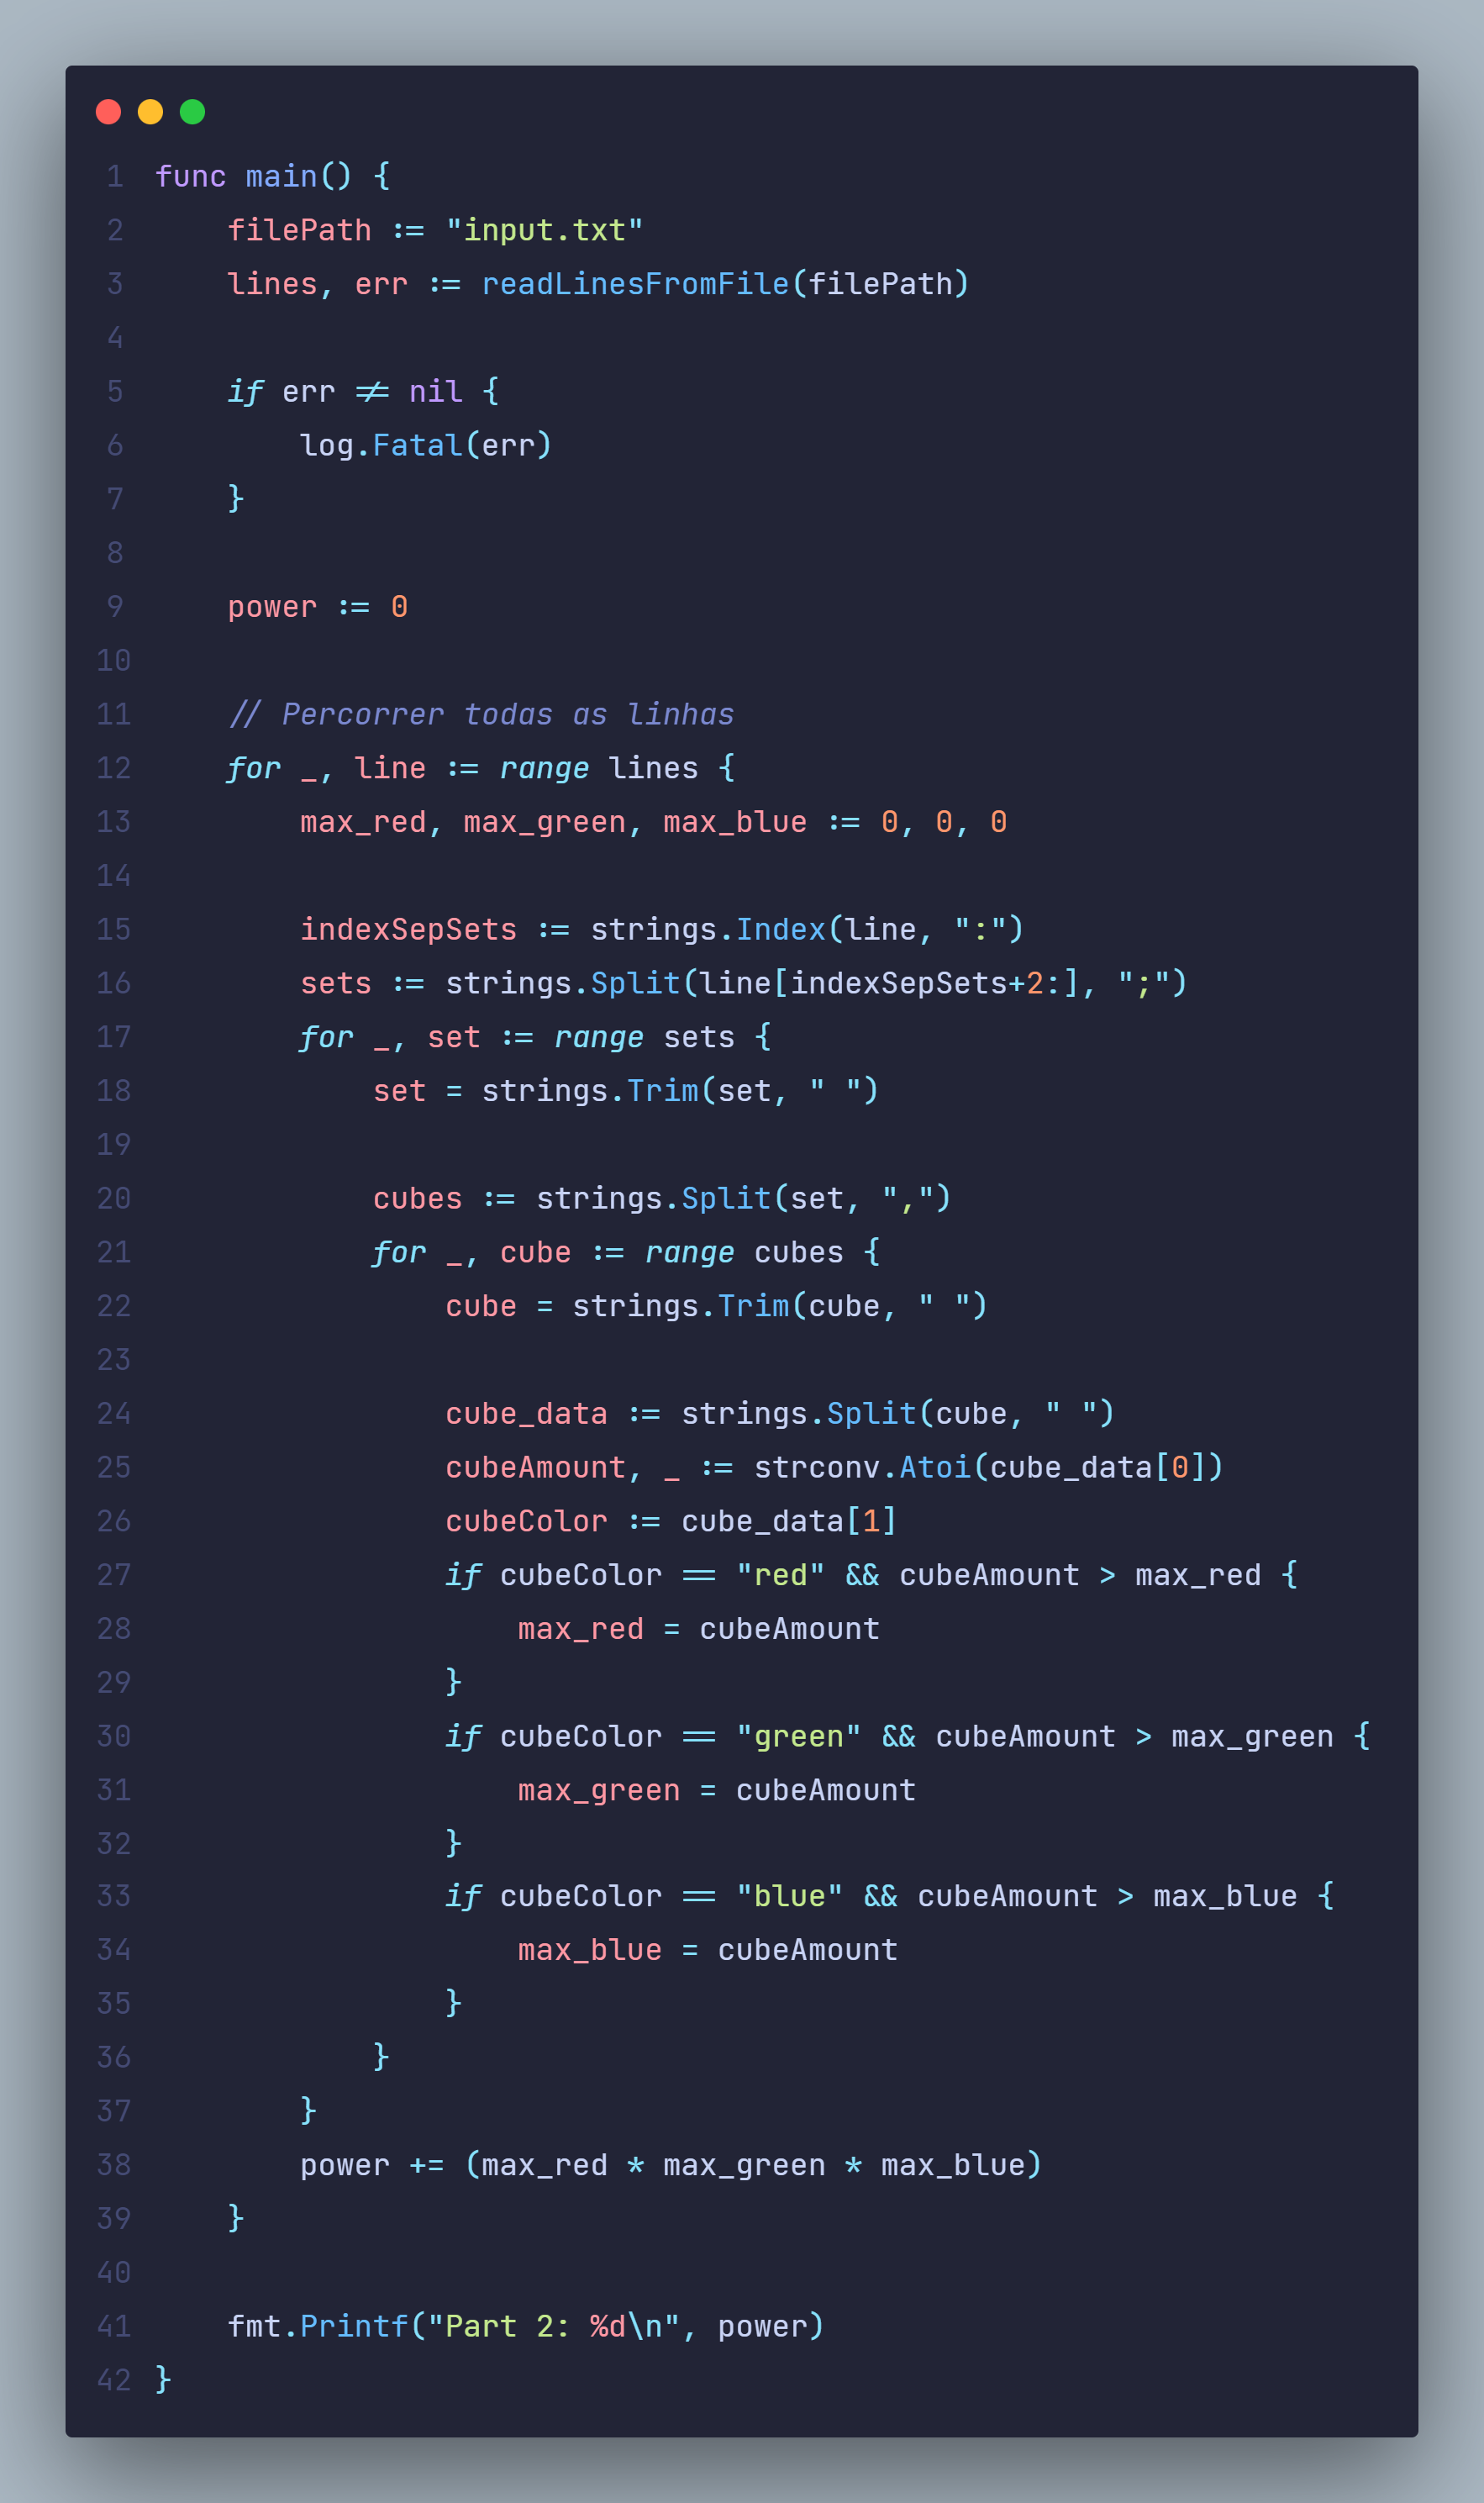 1 func main() {
2     filePath := "input.txt"
3     lines, err := readLinesFromFile(filePath)
4
5     if err != nil {
6         log.Fatal(err)
7     }
8
9     power := 0
10
11     // Percorrer todas as linhas
12     for _, line := range lines {
13         max_red, max_green, max_blue := 0, 0, 0
14
15         indexSepSets := strings.Index(line, ":")
16         sets := strings.Split(line[indexSepSets+2:], ";")
17         for _, set := range sets {
18             set = strings.Trim(set, " ")
19
20             cubes := strings.Split(set, ",")
21             for _, cube := range cubes {
22                 cube = strings.Trim(cube, " ")
23
24                 cube_data := strings.Split(cube, " ")
25                 cubeAmount, _ := strconv.Atoi(cube_data[0])
26                 cubeColor := cube_data[1]
27                 if cubeColor == "red" && cubeAmount > max_red {
28                     max_red = cubeAmount
29                 }
30                 if cubeColor == "green" && cubeAmount > max_green {
31                     max_green = cubeAmount
32                 }
33                 if cubeColor == "blue" && cubeAmount > max_blue {
34                     max_blue = cubeAmount
35                 }
36             }
37         }
38         power += (max_red * max_green * max_blue)
39     }
40
41     fmt.Printf("Part 2: %d\n", power)
42 }